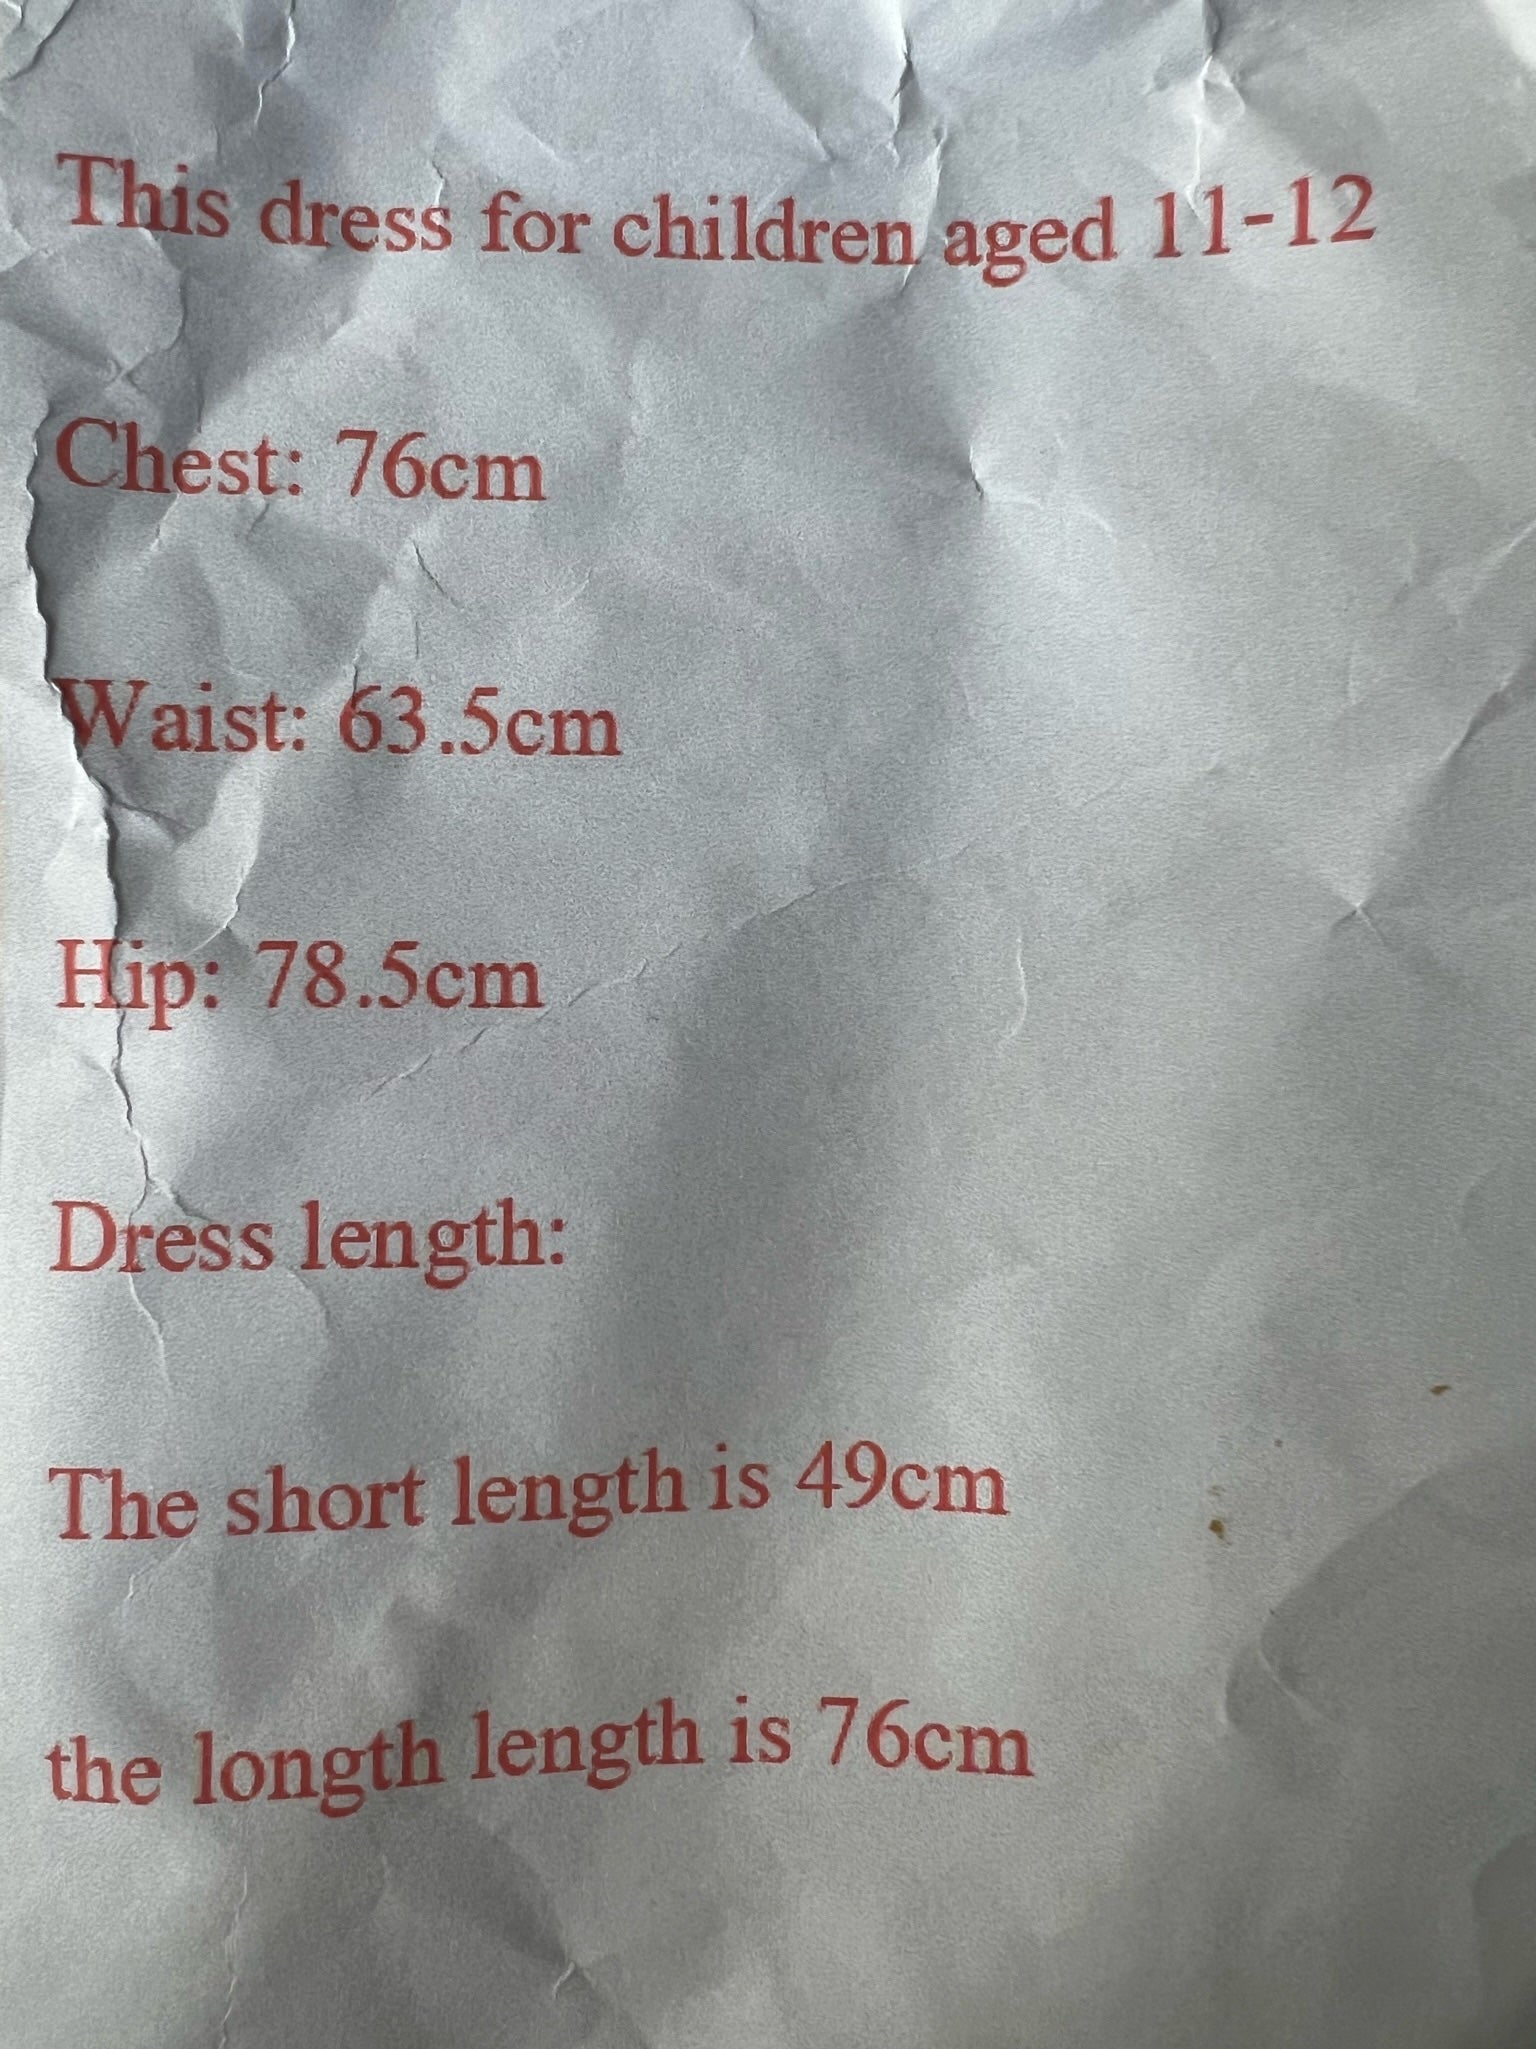 This dress for children aged 11-12
Chest: 76cm
Waist: 63.5cm
Hip: 78.5cm
Dress length:
The short length is 49cm
the longth length is 76cm